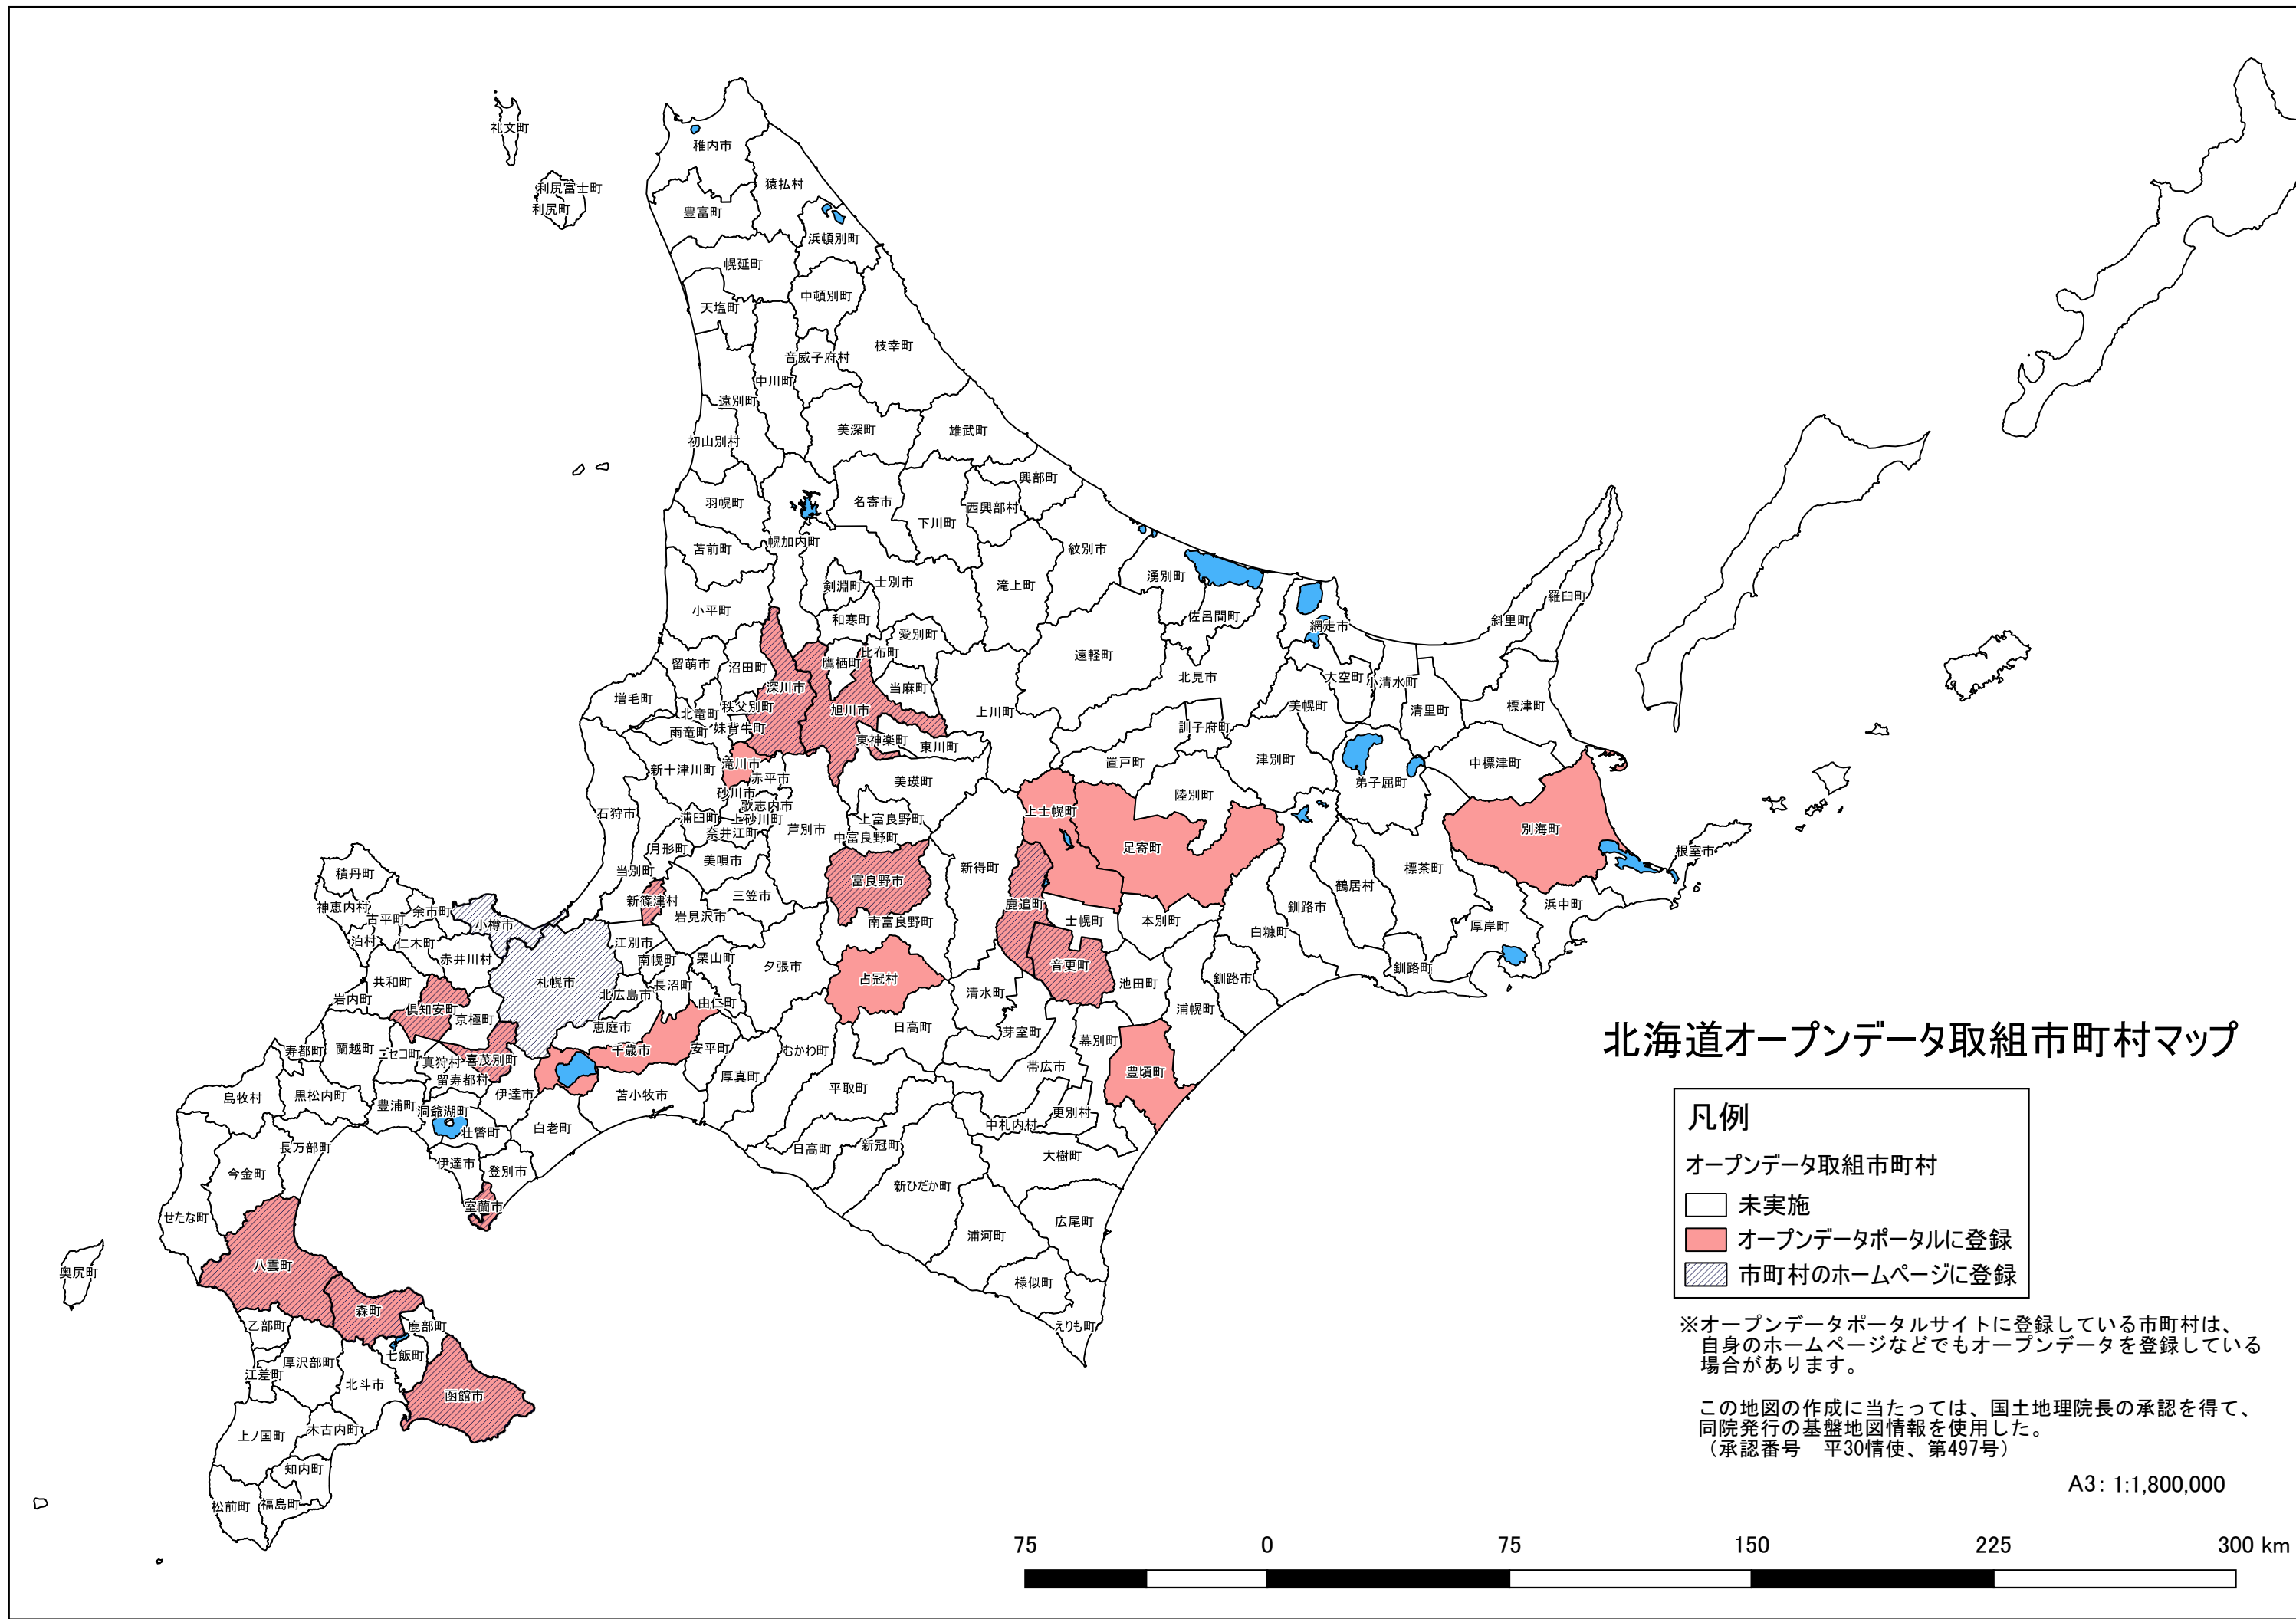 礼文町
利尻富士町
利尻町
稚内市
猿払村
豊富町
浜頓別町
幌延町
中頓別町
天塩町
枝幸町
音威子府村
中川町
遠別町
美深町
雄武町
初山別村
興部町
羽幌町
名寄市
西興部村
下川町
幌加内町
苫前町
紋別市
湧別町
剣淵町
士別市
滝上町
羅臼町
小平町
和寒町
佐呂間町
斜里町
網走市
愛別町
比布町
遠軽町
留萌市
沼田町
鷹栖町
北見市
大空町
小清水町
深川市
当麻町
増毛町
秩父別町
北竜町
旭川市
上川町
美幌町
清里町
標津町
雨竜町
妹背牛町
訓子府町
東神楽町
東川町
置戸町
津別町
中標津町
新十津川町
滝川市
赤平市
美瑛町
弟子屈町
砂川市
陸別町
歌志内市
石狩市
浦臼町
上砂川町
上富良野町
上士幌町
奈井江町
芦別市
中富良野町
別海町
月形町
足寄町
根室市
美唄市
当別町
新得町
標茶町
積丹町
富良野市
鶴居村
三笠市
新篠津村
鹿追町
浜中町
神恵内村
古平町
余市町
岩見沢市
南富良野町
士幌町
本別町
釧路市
小樽市
厚岸町
白糠町
泊村
仁木町
江別市
赤井川村
南幌町
栗山町
夕張市
音更町
釧路町
共和町
札幌市
長沼町
占冠村
池田町
釧路市
岩内町
北広島市
由仁町
清水町
倶知安町
京極町
浦幌町
恵庭市
日高町
芽室町
幕別町
寿都町
蘭越町
ニセコ町
真狩村
喜茂別町
千歳市
安平町
むかわ町
帯広市
豊頃町
留寿都村
厚真町
島牧村
黒松内町
豊浦町
伊達市
苫小牧市
平取町
洞爺湖町
更別村
壮瞥町
白老町
中札内村
長万部町
日高町
新冠町
大樹町
今金町
伊達市
登別市
新ひだか町
せたな町
室蘭市
広尾町
浦河町
八雲町
奥尻町
様似町
森町
乙部町
鹿部町
えりも町
七飯町
厚沢部町
江差町
北斗市
函館市
上ノ国町
木古内町
知内町
松前町
福島町
北海道オープンデータ取組市町村マップ
凡例
オープンデータ取組市町村
未実施
オープンデータポータルに登録
市町村のホームページに登録
※オープンデータポータルサイトに登録している市町村は、
自身のホームページなどでもオープンデータを登録している
場合があります。
この地図の作成に当たっては、国土地理院長の承認を得て、
同院発行の基盤地図情報を使用した。
（承認番号　平30情使、第497号）
A3: 1:1,800,000
75 0 75 150 225 300 km